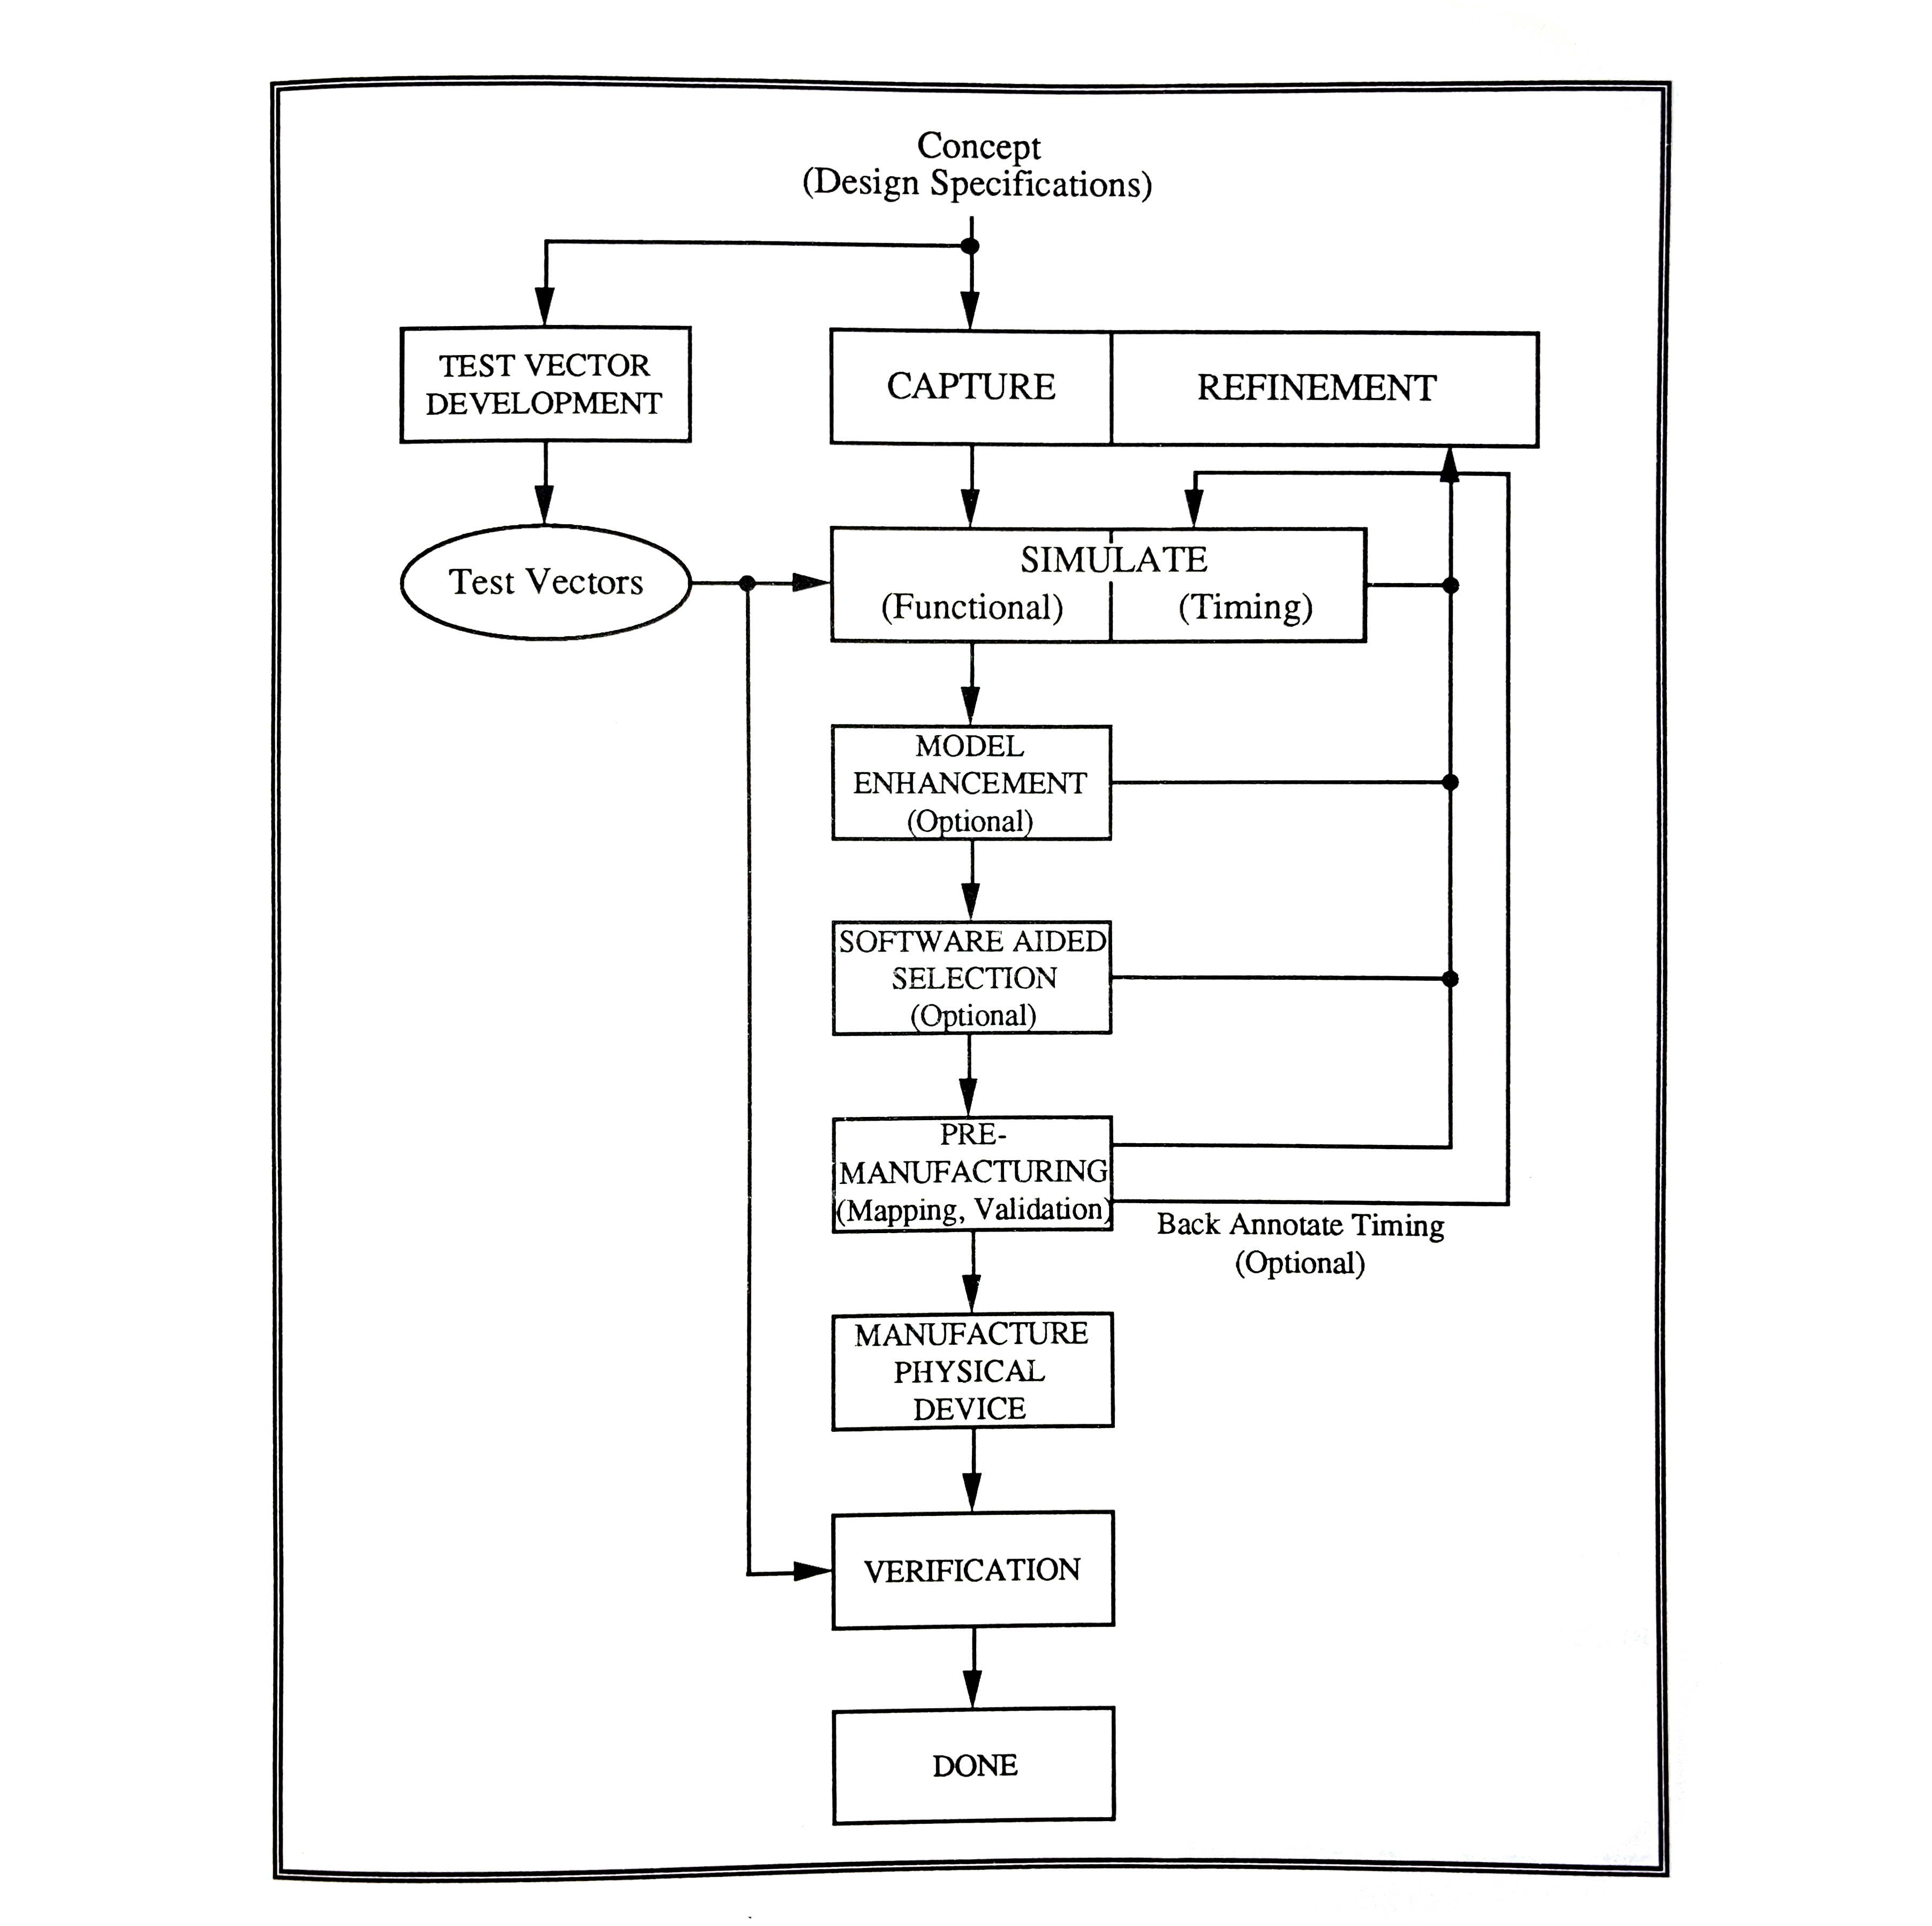 Concept
(Design Specifications)
TEST VECTOR
DEVELOPMENT
CAPTURE
REFINEMENT
Test Vectors
SIMULATE
(Functional)
(Timing)
MODEL
ENHANCEMENT
(Optional)
SOFTWARE AIDED
SELECTION
(Optional)
PRE-
MANUFACTURING
(Mapping, Validation)
Back Annotate Timing
(Optional)
MANUFACTURE
PHYSICAL
DEVICE
VERIFICATION
DONE